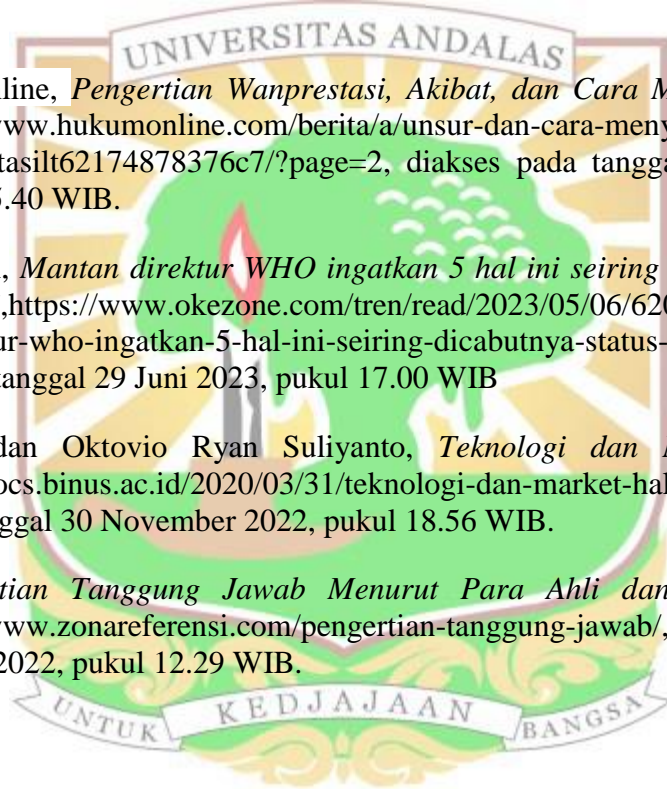 UNIVERSITAS ANDALAS
line, Pengertian Wanprestasi, Akibat, dan Cara M
www.hukumonline.com/berita/a/unsur-dan-cara-meny
tasilt62174878376c7/?page=2, diakses pada tangga
.40 WIB.
, Mantan direktur WHO ingatkan 5 hal ini seiring
,https://www.okezone.com/tren/read/2023/05/06/620
ur-who-ingatkan-5-hal-ini-seiring-dicabutnya-status-
tanggal 29 Juni 2023, pukul 17.00 WIB
dan Oktovio Ryan Suliyanto, Teknologi dan
ocs.binus.ac.id/2020/03/31/teknologi-dan-market-hal
ggal 30 November 2022, pukul 18.56 WIB.
tian Tanggung Jawab Menurut Para Ahli dan
www.zonareferensi.com/pengertian-tanggung-jawab/,
2022, pukul 12.29 WIB.
UNTUK KEDJAJAAN BANGSA